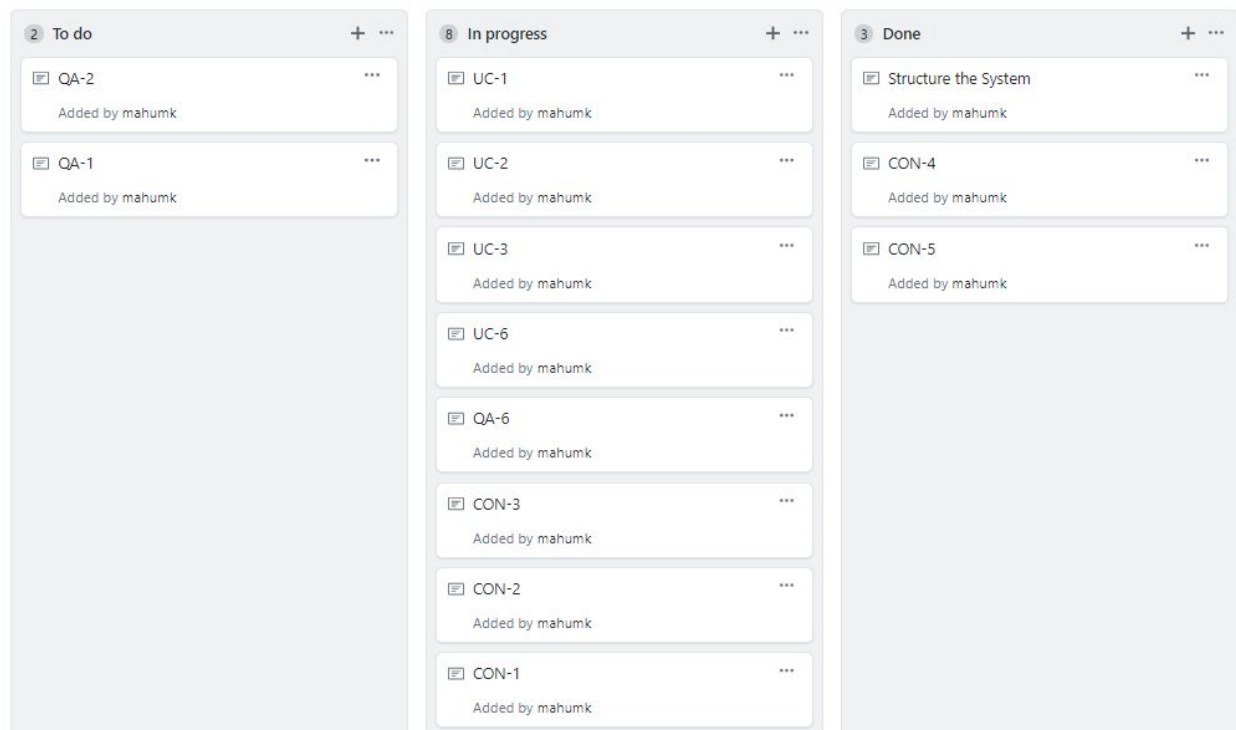 2 To do
QA-2
Added by mahumk
QA-1
Added by mahumk
8 In progress
UC-1
Added by mahumk
UC-2
Added by mahumk
UC-3
Added by mahumk
UC-6
Added by mahumk
QA-6
Added by mahumk
CON-3
Added by mahumk
CON-2
Added by mahumk
CON-1
Added by mahumk
3 Done
Structure the System
Added by mahumk
CON-4
Added by mahumk
CON-5
Added by mahumk